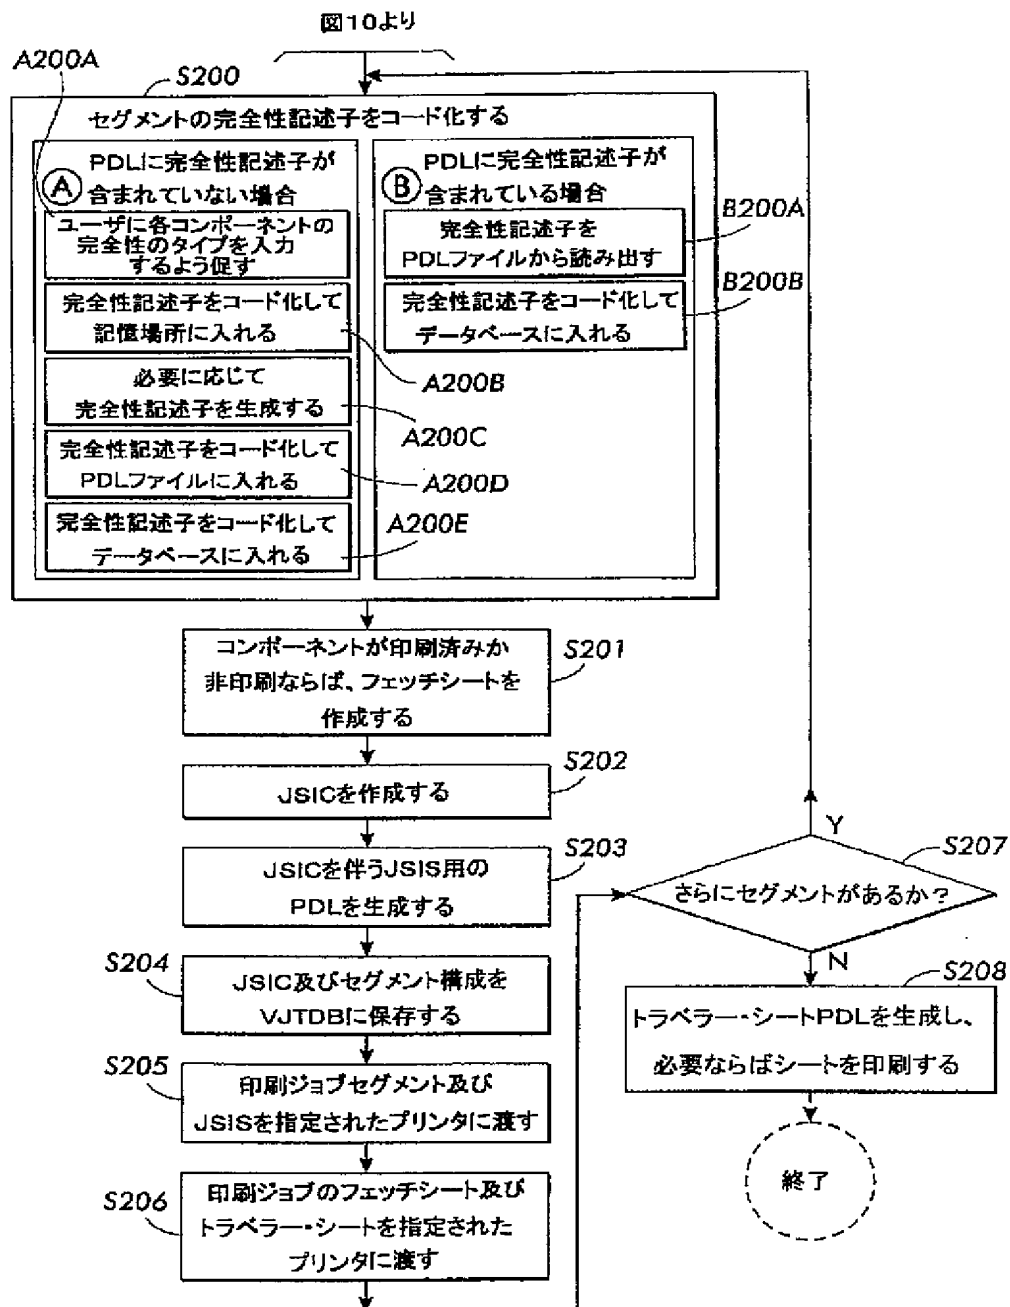 図10より
A200A
S200
セグメントの完全性記述子をコード化する
A
PDLに完全性記述子が
含まれていない場合
ユーザに各コンポーネントの
完全性のタイプを入力
するよう促す
完全性記述子をコード化して
記憶場所に入れる
A200B
必要に応じて
完全性記述子を生成する
A200C
完全性記述子をコード化して
PDLファイルに入れる
A200D
完全性記述子をコード化して
データベースに入れる
A200E
B
PDLに完全性記述子が
含まれている場合
完全性記述子を
PDLファイルから読み出す
B200A
完全性記述子をコード化して
データベースに入れる
B200B
コンポーネントが印刷済みか
非印刷ならば、フェッチシートを
作成する
S201
JSICを作成する
S202
JSICを伴うJSIS用の
PDLを生成する
S203
S204
JSIC及びセグメント構成を
VJTDBに保存する
S205
印刷ジョブセグメント及び
JSISを指定されたプリンタに渡す
S206
印刷ジョブのフェッチシート及び
トラベラー・シートを指定された
プリンタに渡す
Y
S207
さらにセグメントがあるか?
N
S208
トラベラー・シートPDLを生成し、
必要ならばシートを印刷する
終了